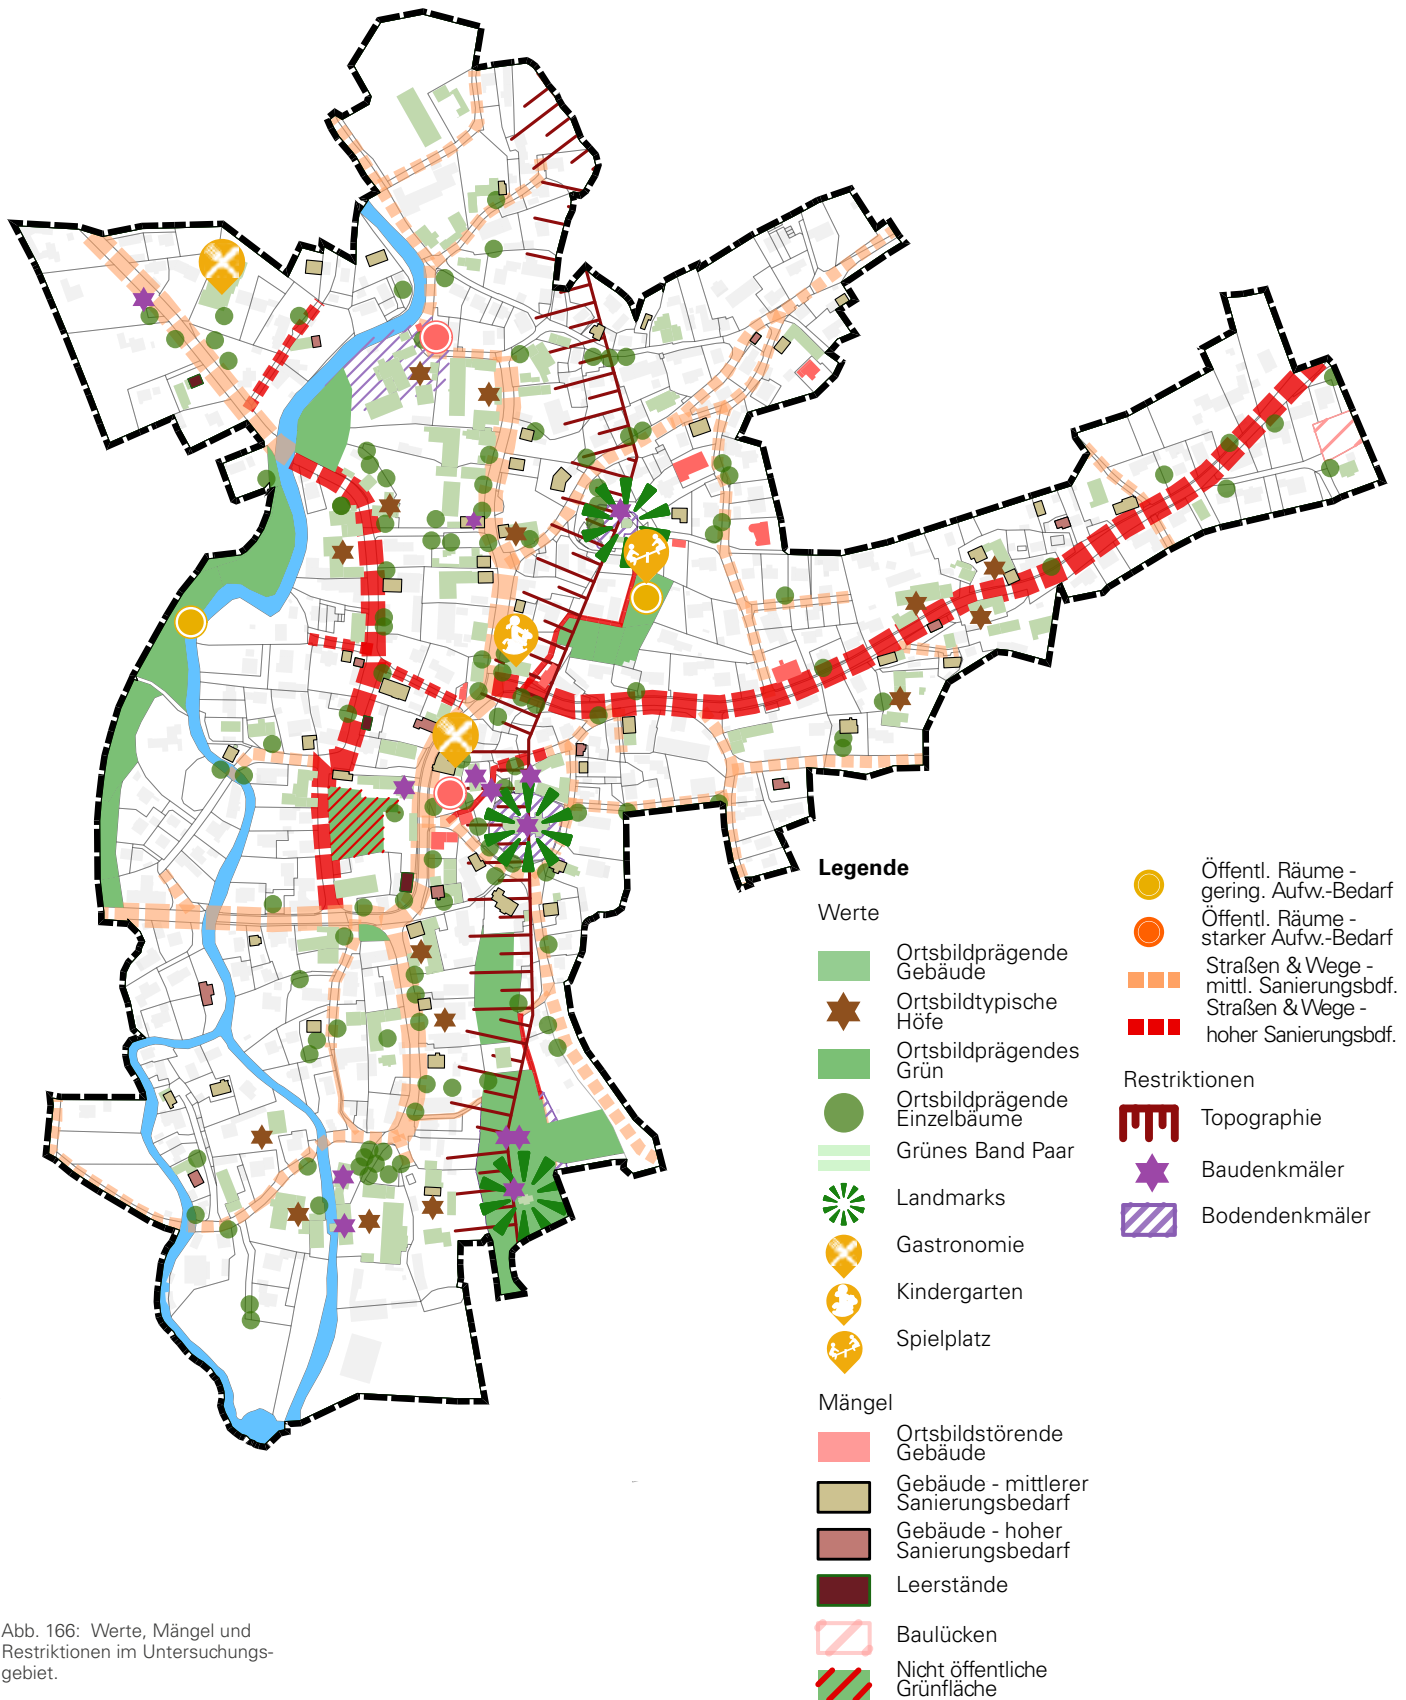 Legende
Werte
Ortsbildprägende
Gebäude
Ortsbildtypische
Höfe
Ortsbildprägendes
Grün
Ortsbildprägende
Einzelbäume
Grünes Band Paar
Landmarks
Gastronomie
Kindergarten
Spielplatz
Mängel
Ortsbildstörende
Gebäude
Gebäude - mittlerer
Sanierungsbedarf
Gebäude - hoher
Sanierungsbedarf
Leerstände
Baulücken
Nicht öffentliche
Grünfläche
Öffentl. Räume -
gering. Aufw.-Bedarf
Öffentl. Räume -
starker Aufw.-Bedarf
Straßen & Wege -
mittl. Sanierungsbdf.
Straßen & Wege -
hoher Sanierungsbdf.
Restriktionen
Topographie
Baudenkmäler
Bodendenkmäler
Abb. 166: Werte, Mängel und
Restriktionen im Untersuchungs-
gebiet.